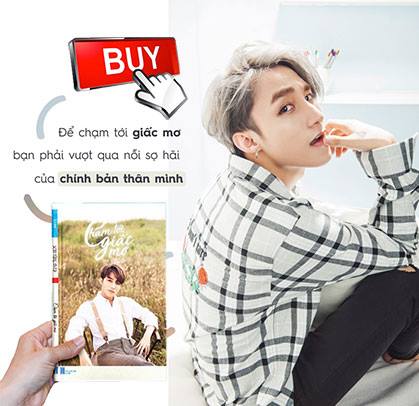 BUY
Để chạm tới giấc mơ
bạn phải vượt qua nỗi sợ hãi
của chính bản thân mình
Chạm tới
giấc
mơ